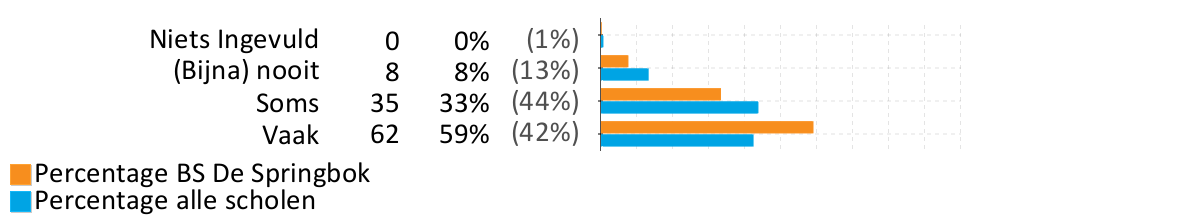 Niets Ingevuld 0 0% (1%)
(Bijna) nooit 8 8% (13%)
Soms 35 33% (44%)
Vaak 62 59% (42%)
Percentage BS De Springbok
Percentage alle scholen